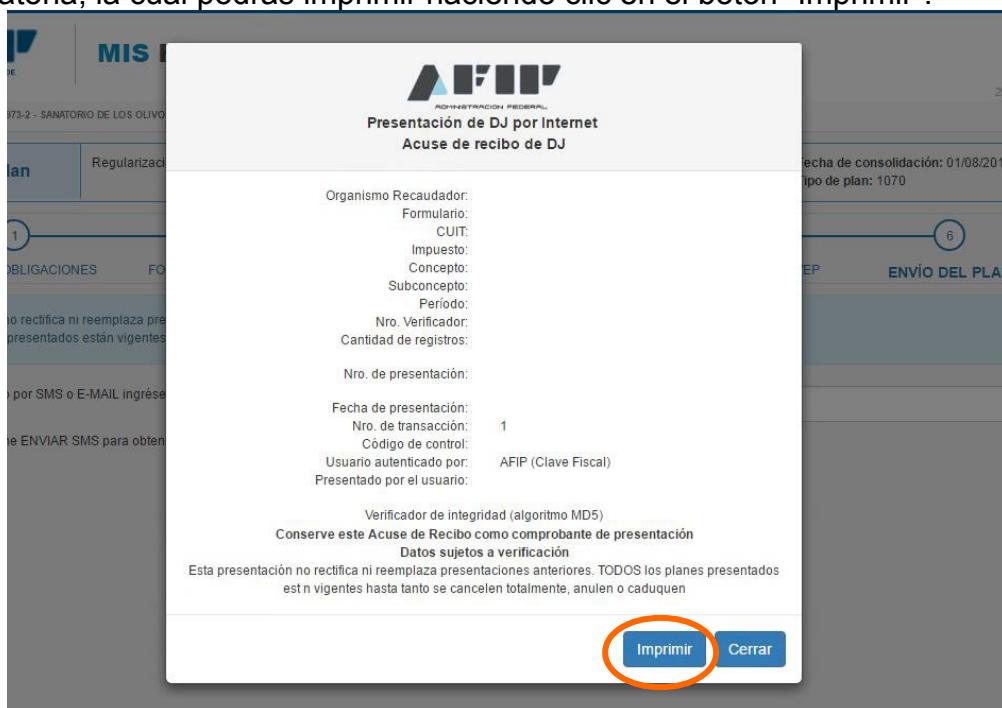 la cual podrás imprimir haciendo clic en el botón "Imprimir".
MIS
AFIP
ADMINISTRACION FEDERAL
Presentación de DJ por Internet
Acuse de recibo de DJ
973-2 - SANATORIO DE LOS OLIVO
lan
Regularizaci
echa de consolidación: 01/08/201
Tipo de plan: 1070
1
6
OBLIGACIONES
FO
EP
ENVÍO DEL PLA
no rectifica ni reemplaza pre
presentados están vigentes
por SMS o E-MAIL ingrése
ne ENVIAR SMS para obten
Organismo Recaudador:
Formulario:
CUIT:
Impuesto:
Concepto:
Subconcepto:
Período:
Nro. Verificador:
Cantidad de registros:
Nro. de presentación:
Fecha de presentación:
Nro. de transacción: 1
Código de control:
Usuario autenticado por: AFIP (Clave Fiscal)
Presentado por el usuario:
Verificador de integridad (algoritmo MD5)
Conserve este Acuse de Recibo como comprobante de presentación
Datos sujetos a verificación
Esta presentación no rectifica ni reemplaza presentaciones anteriores. TODOS los planes presentados
est n vigentes hasta tanto se cancelen totalmente, anulen o caduquen
Imprimir Cerrar